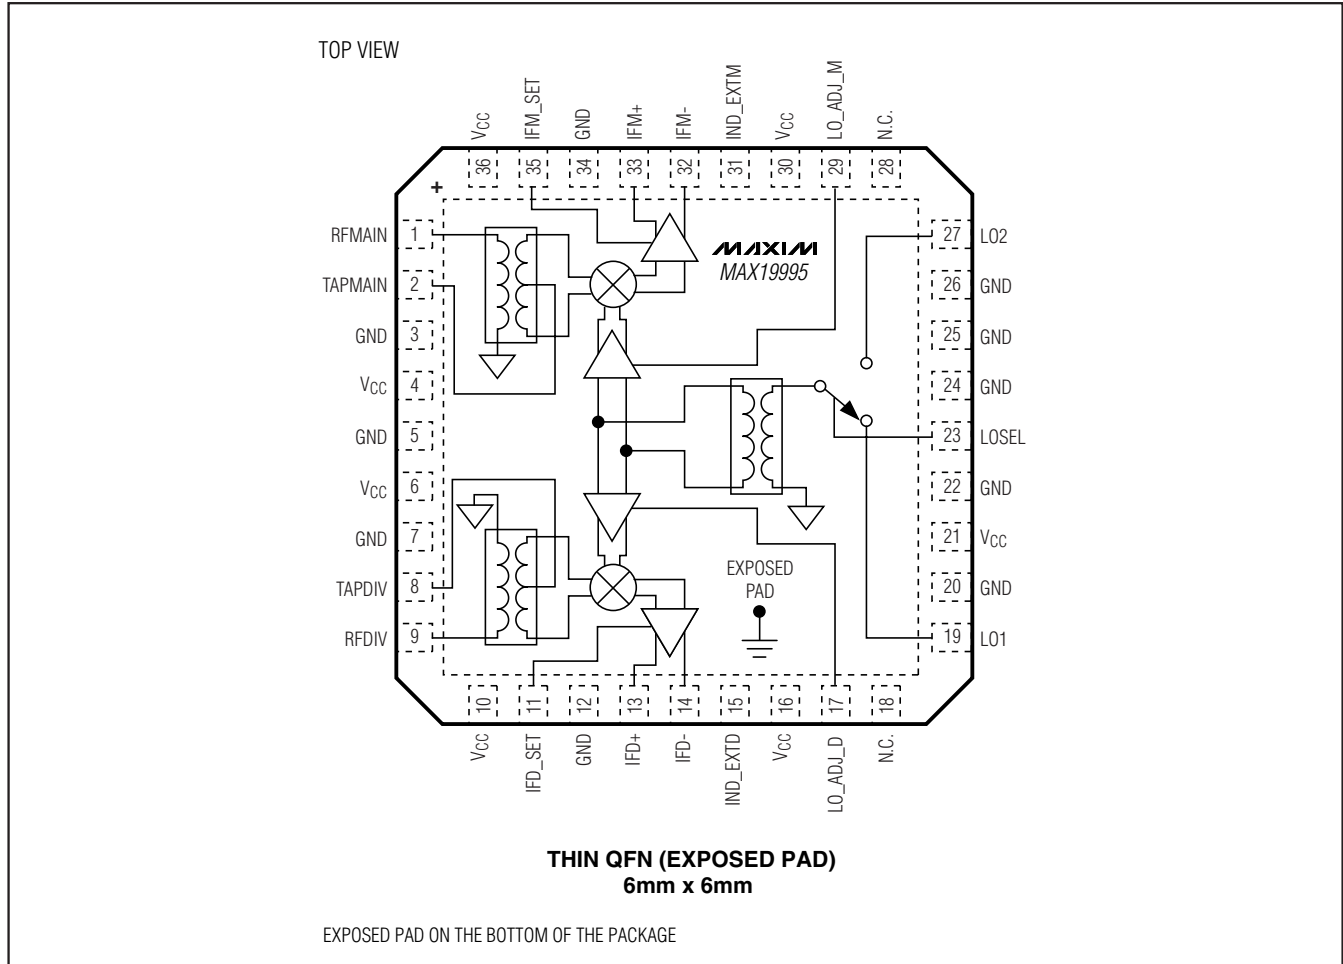 TOP VIEW
VCC
IFM_SET
GND
IFM+
IFM-
IND_EXTM
VCC
LO_ADJ_M
N.C.
36
35
34
33
32
31
30
29
28
+
RFMAIN 1
TAPMAIN 2
GND 3
VCC 4
GND 5
VCC 6
GND 7
TAPDIV 8
RFDIV 9
MAXIM
MAX19995
27 LO2
26 GND
25 GND
24 GND
23 LOSEL
22 GND
21 VCC
20 GND
19 LO1
EXPOSED
PAD
10
11
12
13
14
15
16
17
18
VCC
IFD_SET
GND
IFD+
IFD-
IND_EXTD
VCC
LO_ADJ_D
N.C.
THIN QFN (EXPOSED PAD)
6mm x 6mm
EXPOSED PAD ON THE BOTTOM OF THE PACKAGE